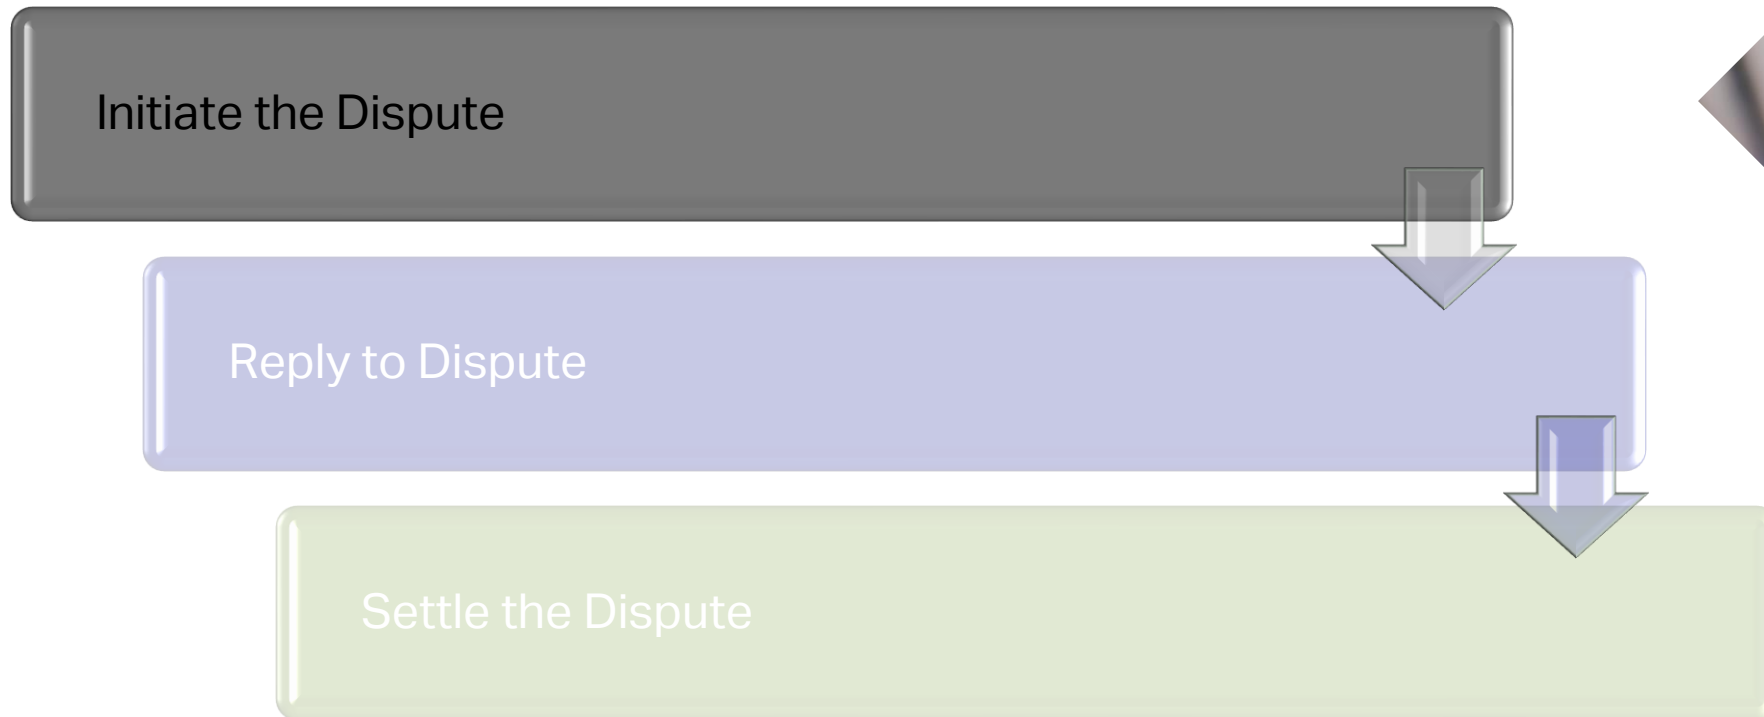 Initiate the Dispute
Reply to Dispute
Settle the Dispute